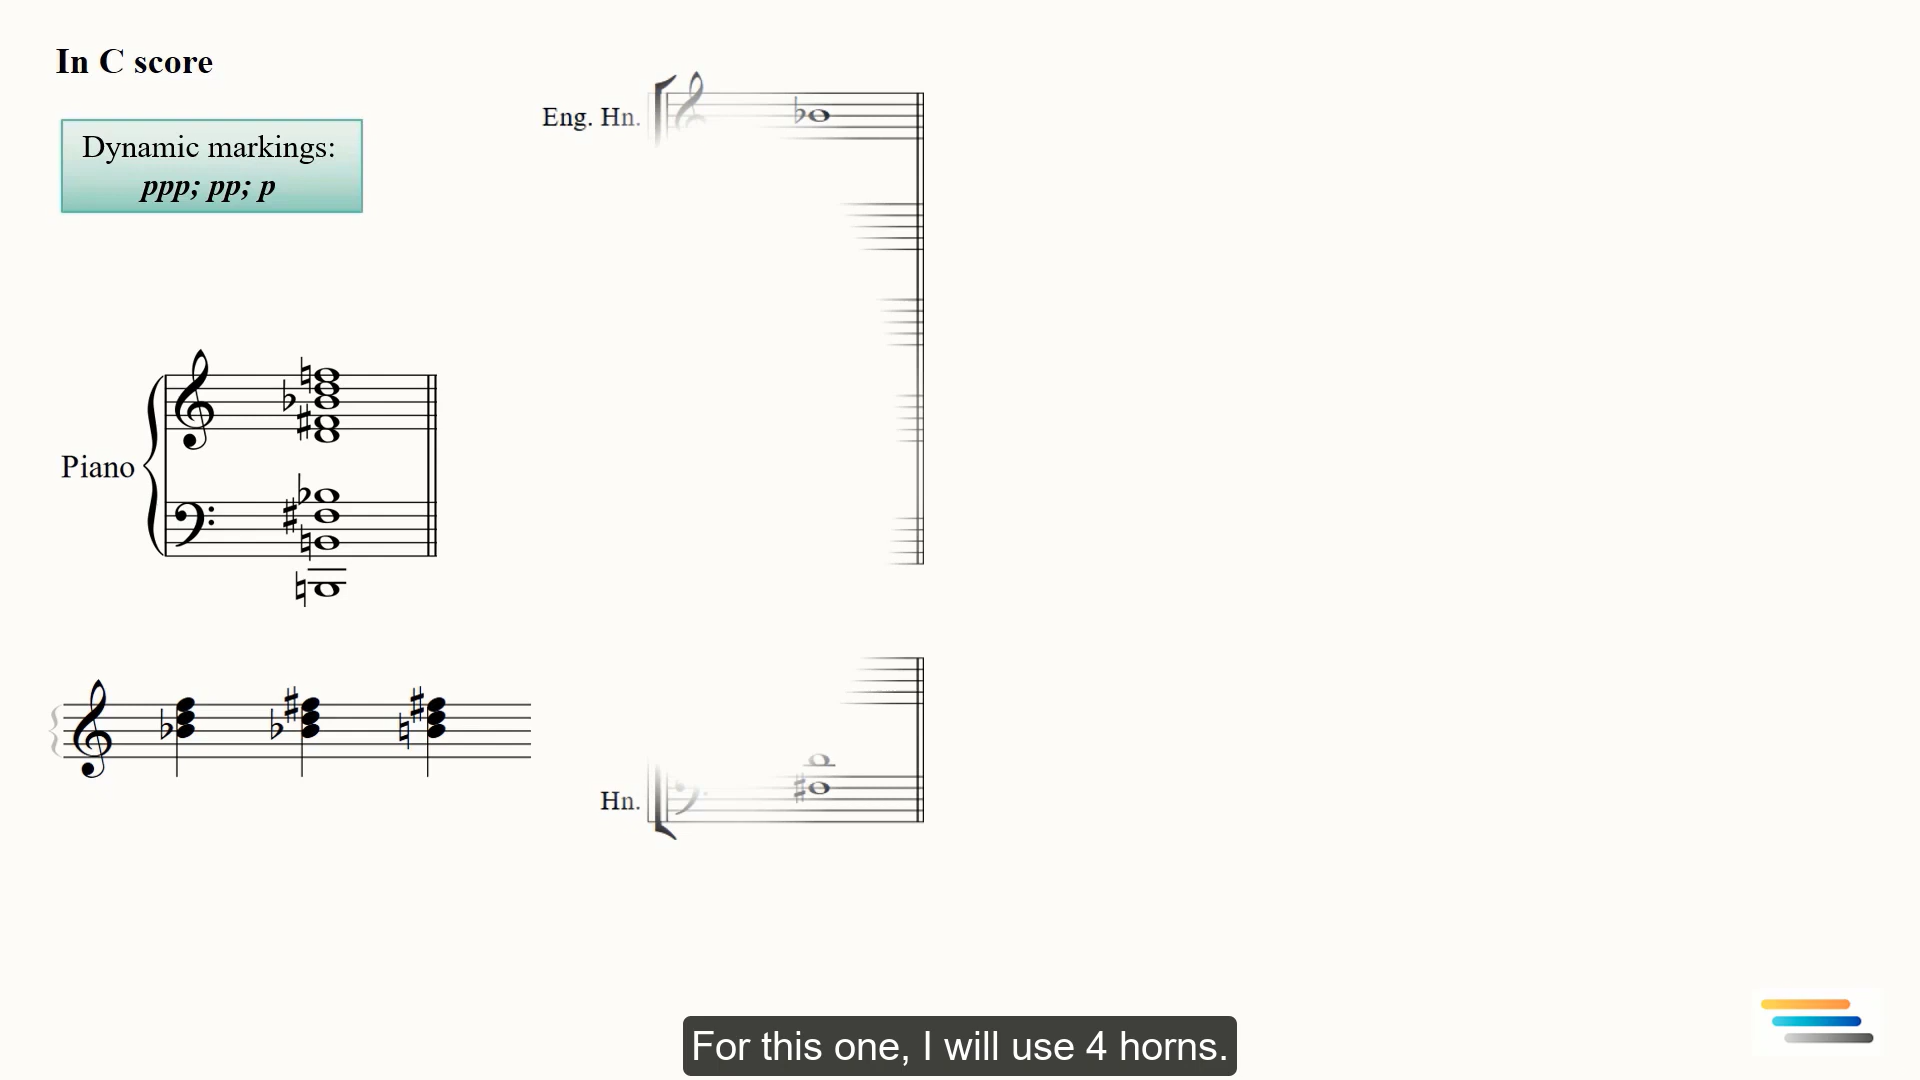 In C score
Dynamic markings:
ppp; pp; p
Eng. Hn.
Piano
Hn.
For this one, I will use 4 horns.